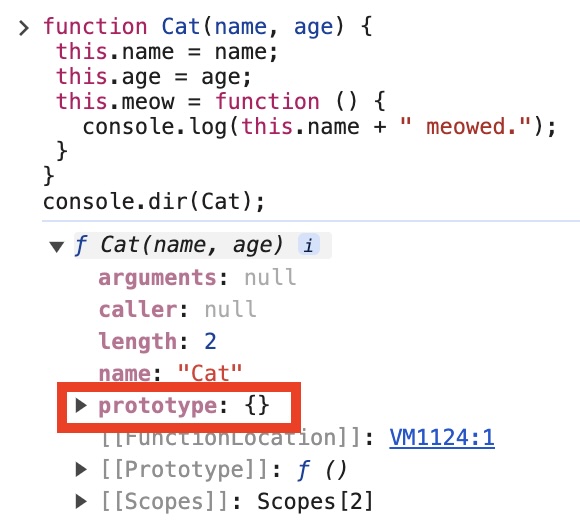 function Cat(name, age) {
this.name = name;
this.age = age;
this.meow = function () {
console.log(this.name + " meowed.");
}
}
console.dir(Cat);
ƒ Cat(name, age) i
arguments: null
caller: null
length: 2
name: "Cat"
prototype: {}
[[FunctionLocation]]: VM1124:1
[[Prototype]]: ƒ ()
[[Scopes]]: Scopes[2]